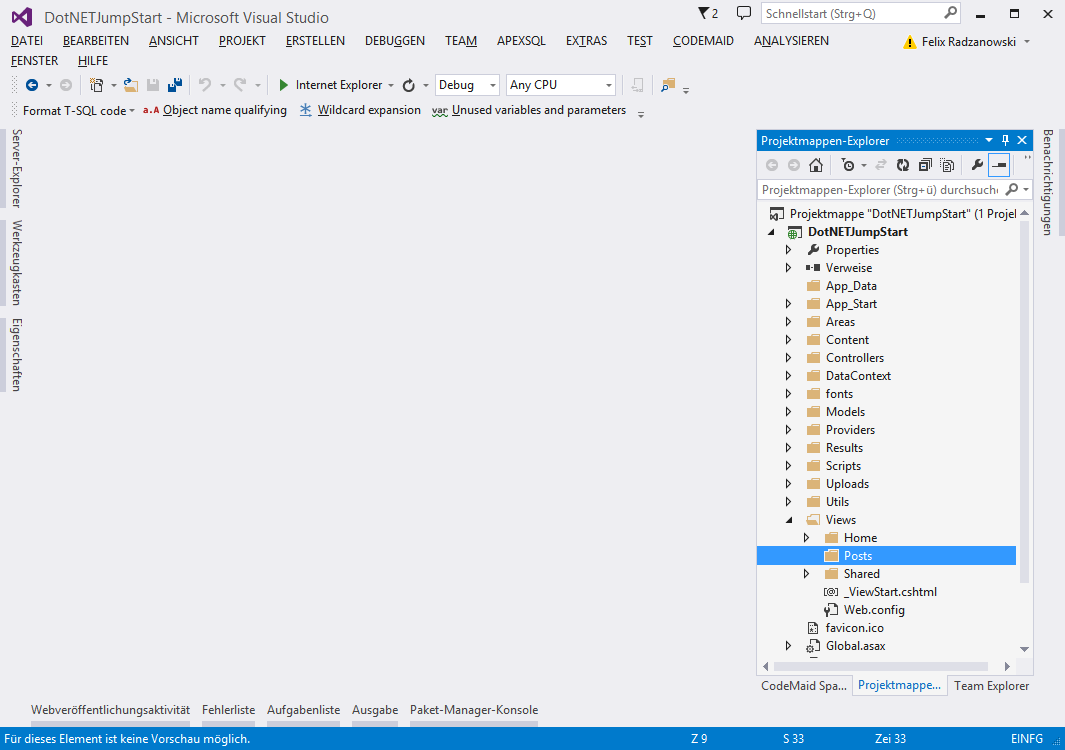 DotNETJumpStart - Microsoft Visual Studio
2
Schnellstart (Strg+Q)
DATEI BEARBEITEN ANSICHT PROJEKT ERSTELLEN DEBUGGEN TEAM APEXSQL EXTRAS TEST CODEMAID ANALYSIEREN Felix Radzanowski
FENSTER HILFE
Internet Explorer Debug Any CPU
Format T-SQL code a.A Object name qualifying Wildcard expansion var Unused variables and parameters
Server-Explorer
Werkzeugkasten
Eigenschaften
Projektmappen-Explorer
Projektmappen-Explorer (Strg+ü) durchsuche
Projektmappe "DotNETJumpStart" (1 Projel
DotNETJumpStart
Properties
Verweise
App_Data
App_Start
Areas
Content
Controllers
DataContext
fonts
Models
Providers
Results
Scripts
Uploads
Utils
Views
Home
Posts
Shared
_ViewStart.cshtml
Web.config
favicon.ico
Global.asax
CodeMaid Spa... Projektmappe... Team Explorer
Benachrichtigungen
Webveröffentlichungsaktivität Fehlerliste Aufgabenliste Ausgabe Paket-Manager-Konsole
Für dieses Element ist keine Vorschau möglich. Z 9 S 33 Zei 33 EINFG